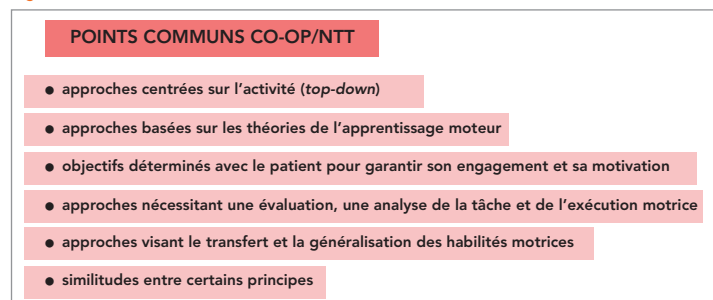 POINTS COMMUNS CO-OP/NTT
● approches centrées sur l'activité (top-down)
● approches basées sur les théories de l'apprentissage moteur
● objectifs déterminés avec le patient pour garantir son engagement et sa motivation
● approches nécessitant une évaluation, une analyse de la tâche et de l'exécution motrice
● approches visant le transfert et la généralisation des habilités motrices
● similitudes entre certains principes